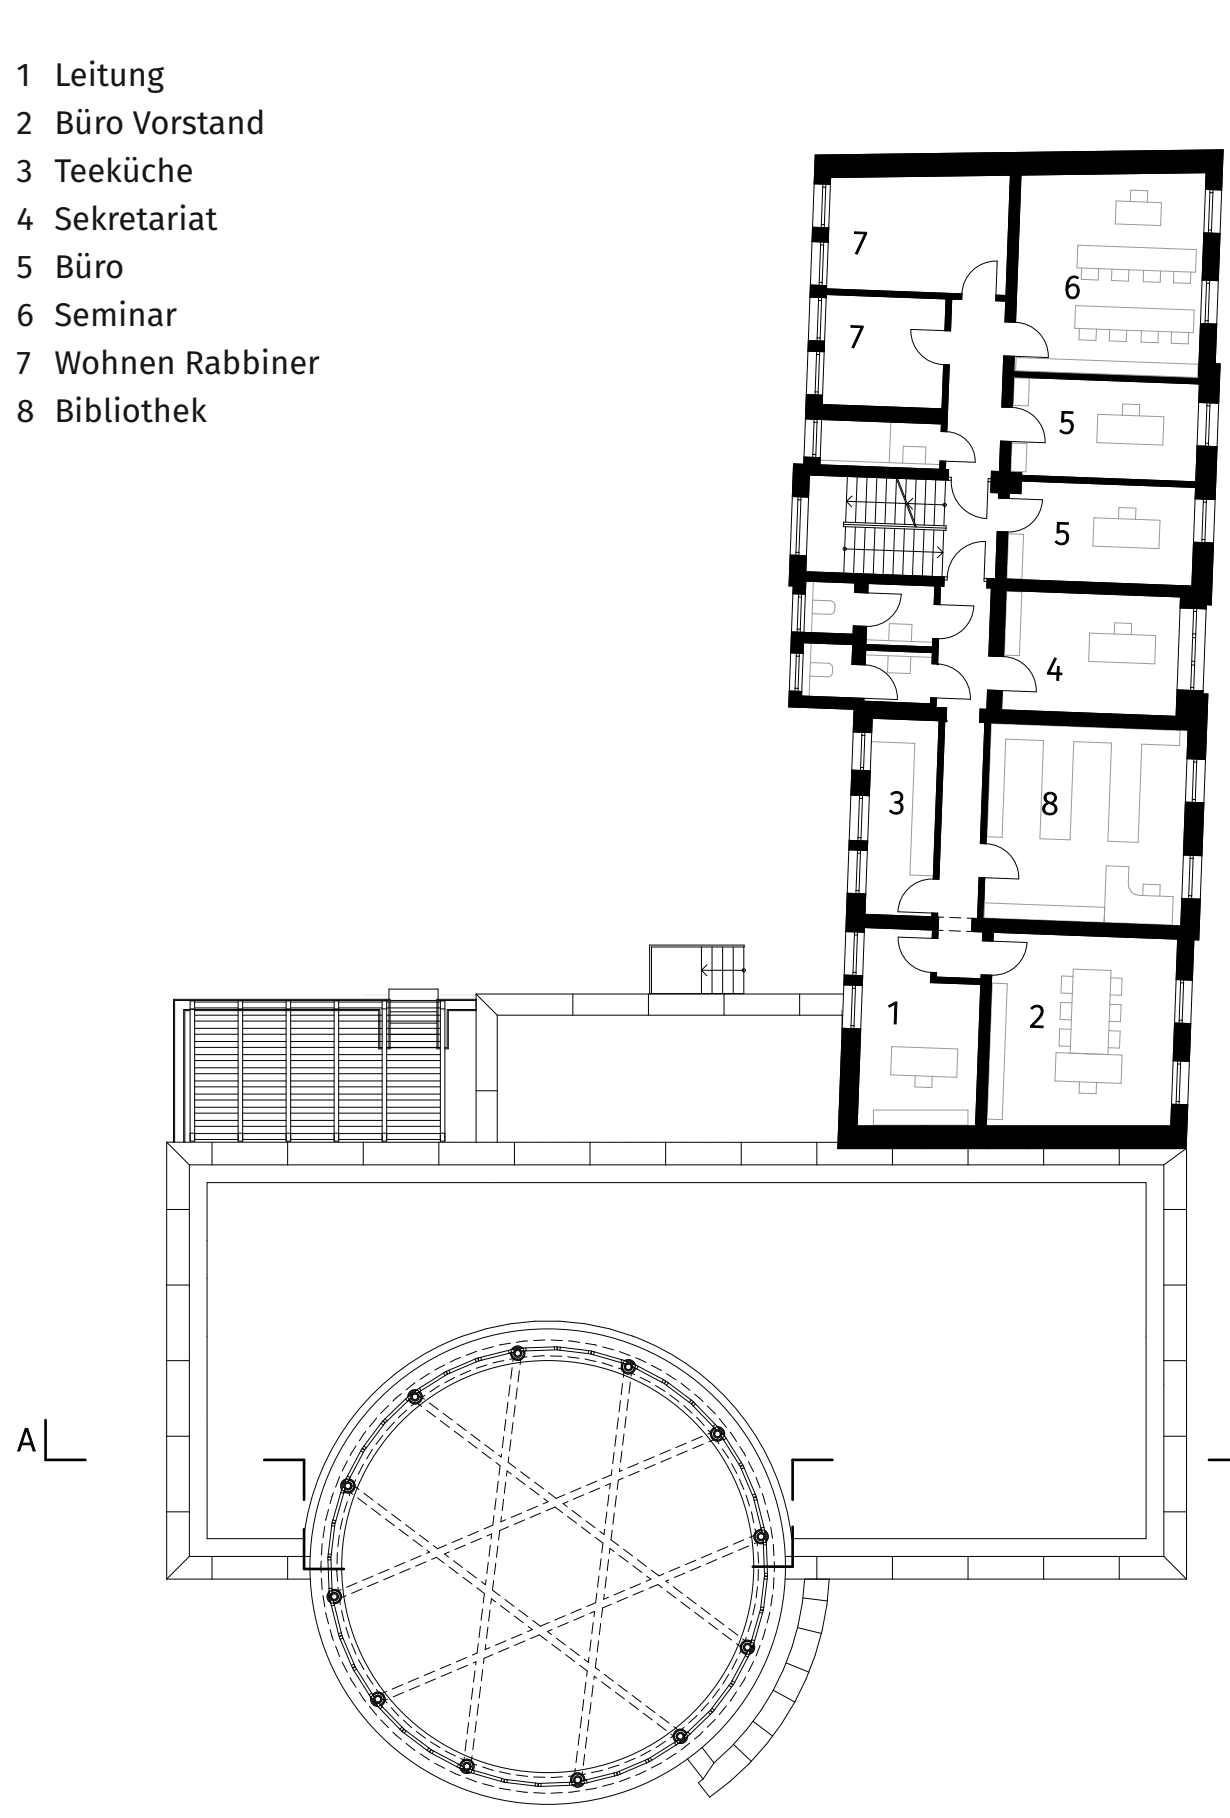 1 Leitung
2 Büro Vorstand
3 Teeküche
4 Sekretariat
5 Büro
6 Seminar
7 Wohnen Rabbiner
8 Bibliothek
7
6
7
5
5
4
3
8
1
2
A